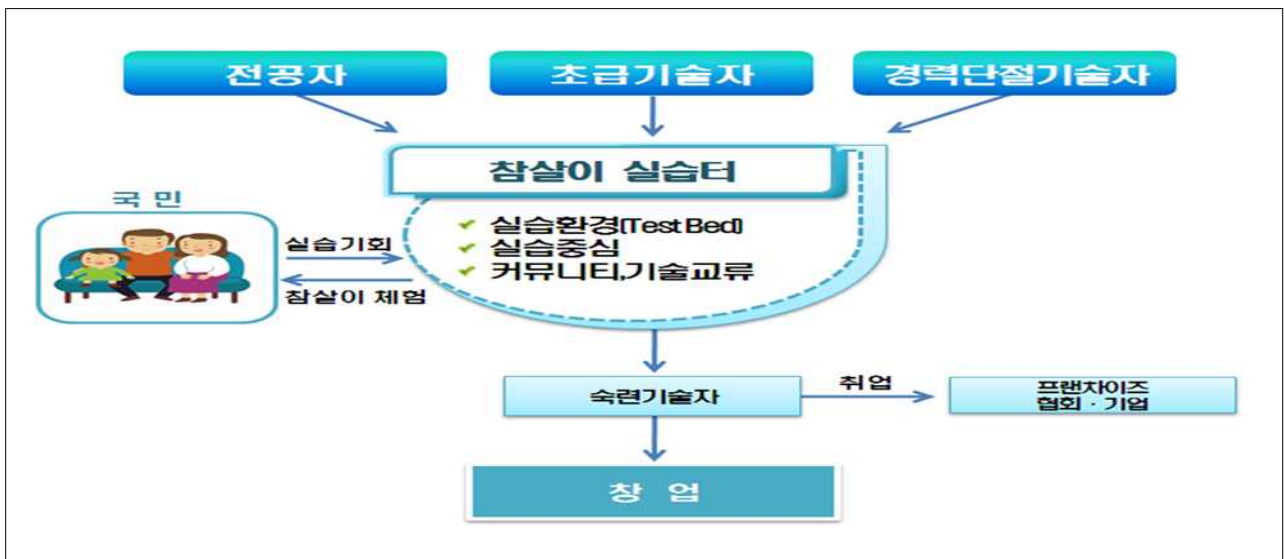 전공자
초급기술자
경력단절기술자
참살이 실습터
국 민
실습환경(Test Bed)
실습중심
커뮤니티,기술교류
실습기회
참살이 체험
숙련기술자
취업
프랜차이즈
협회 · 기업
창 업